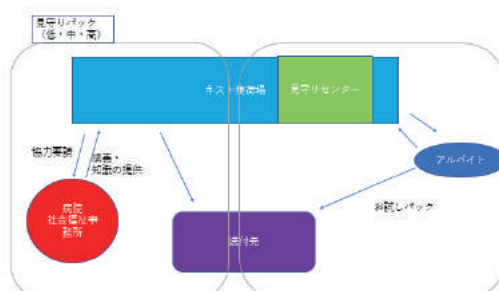 見守りパック
(低・中・高)
見守りセンター
協力要請
知識の提供
病院
社会福祉事
務所
アルバイト
お試しパック
送付先